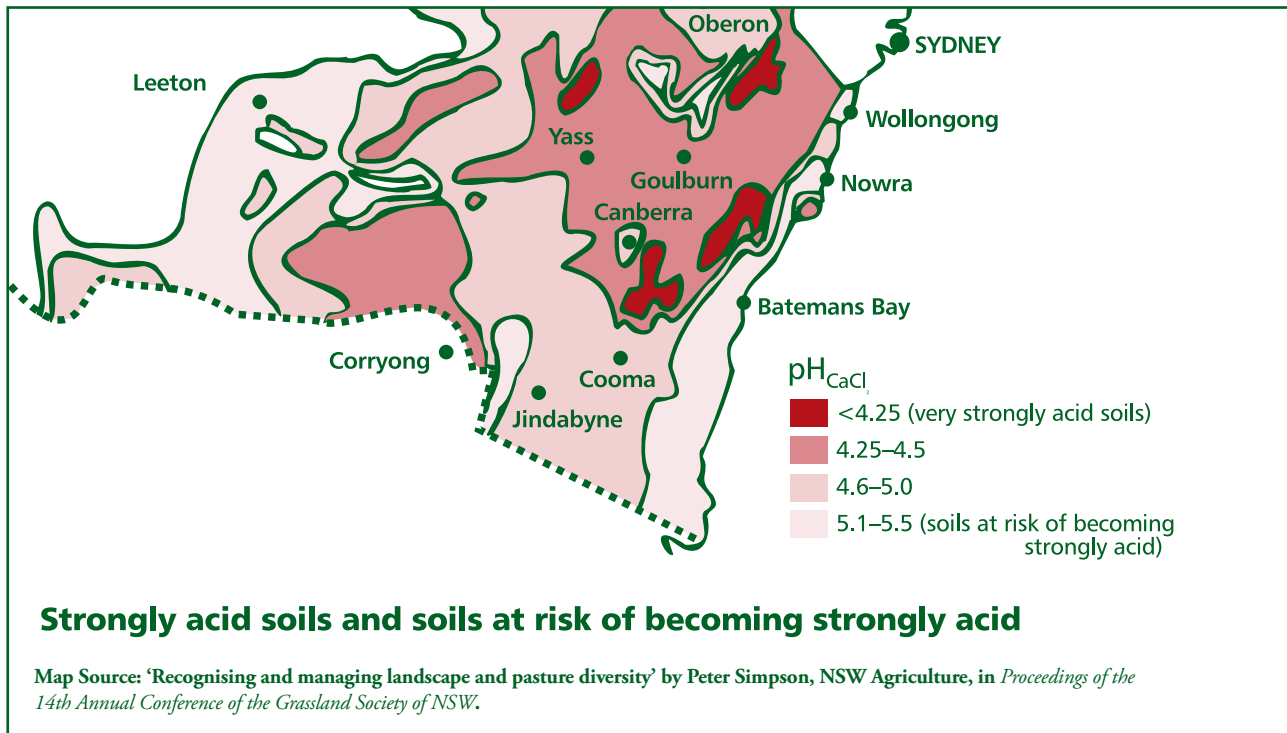 Oberon
SYDNEY
Leeton
Wollongong
Yass
Goulburn
Nowra
Canberra
Batemans Bay
Corryong
Cooma
Jindabyne
pHCaCl2
<4.25 (very strongly acid soils)
4.25–4.5
4.6–5.0
5.1–5.5 (soils at risk of becoming
strongly acid)
Strongly acid soils and soils at risk of becoming strongly acid
Map Source: ‘Recognising and managing landscape and pasture diversity’ by Peter Simpson, NSW Agriculture, in Proceedings of the
14th Annual Conference of the Grassland Society of NSW.